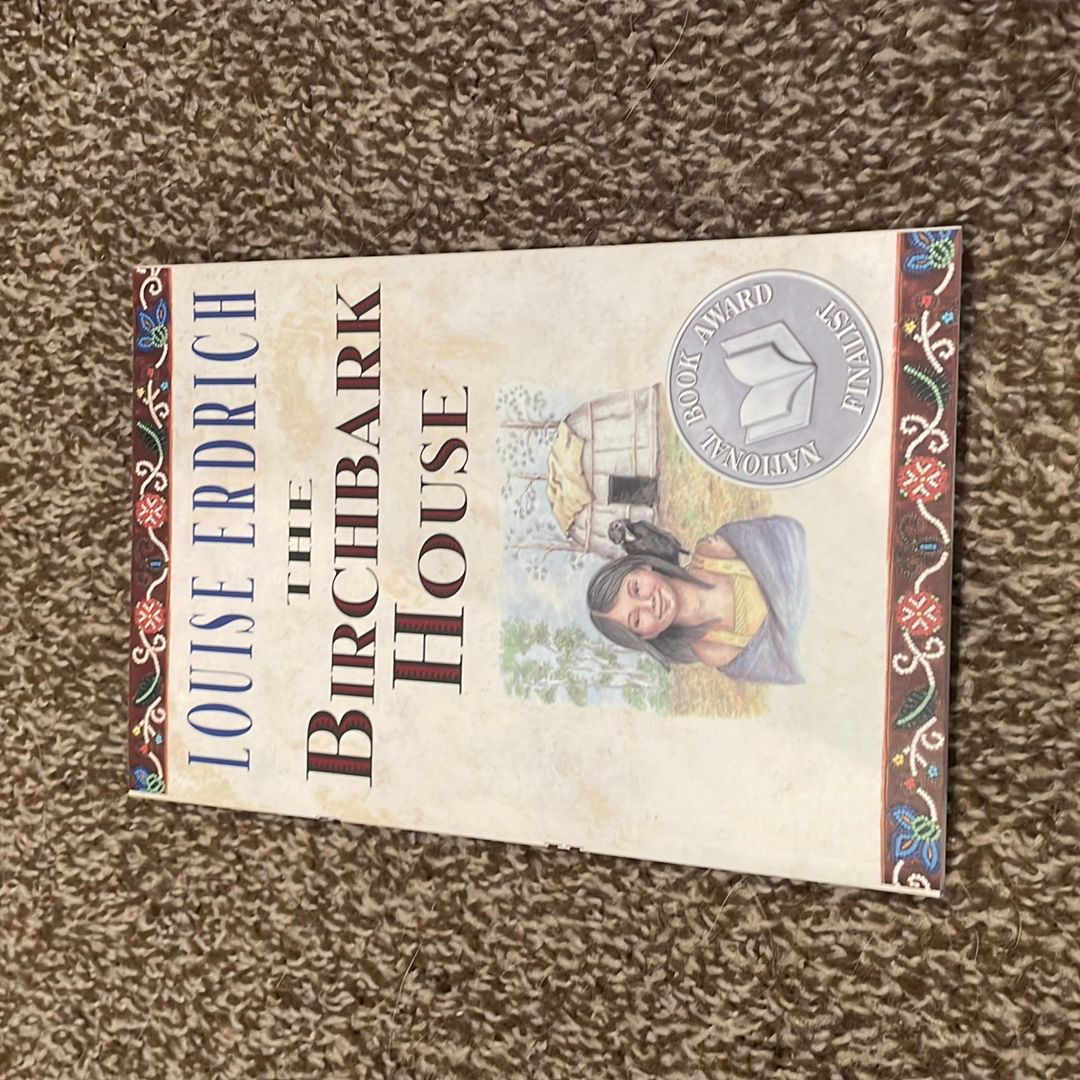 LOUISE ERDRICH
THE
BIRCHBARK
HOUSE
NATIONAL BOOK AWARD
FINALIST